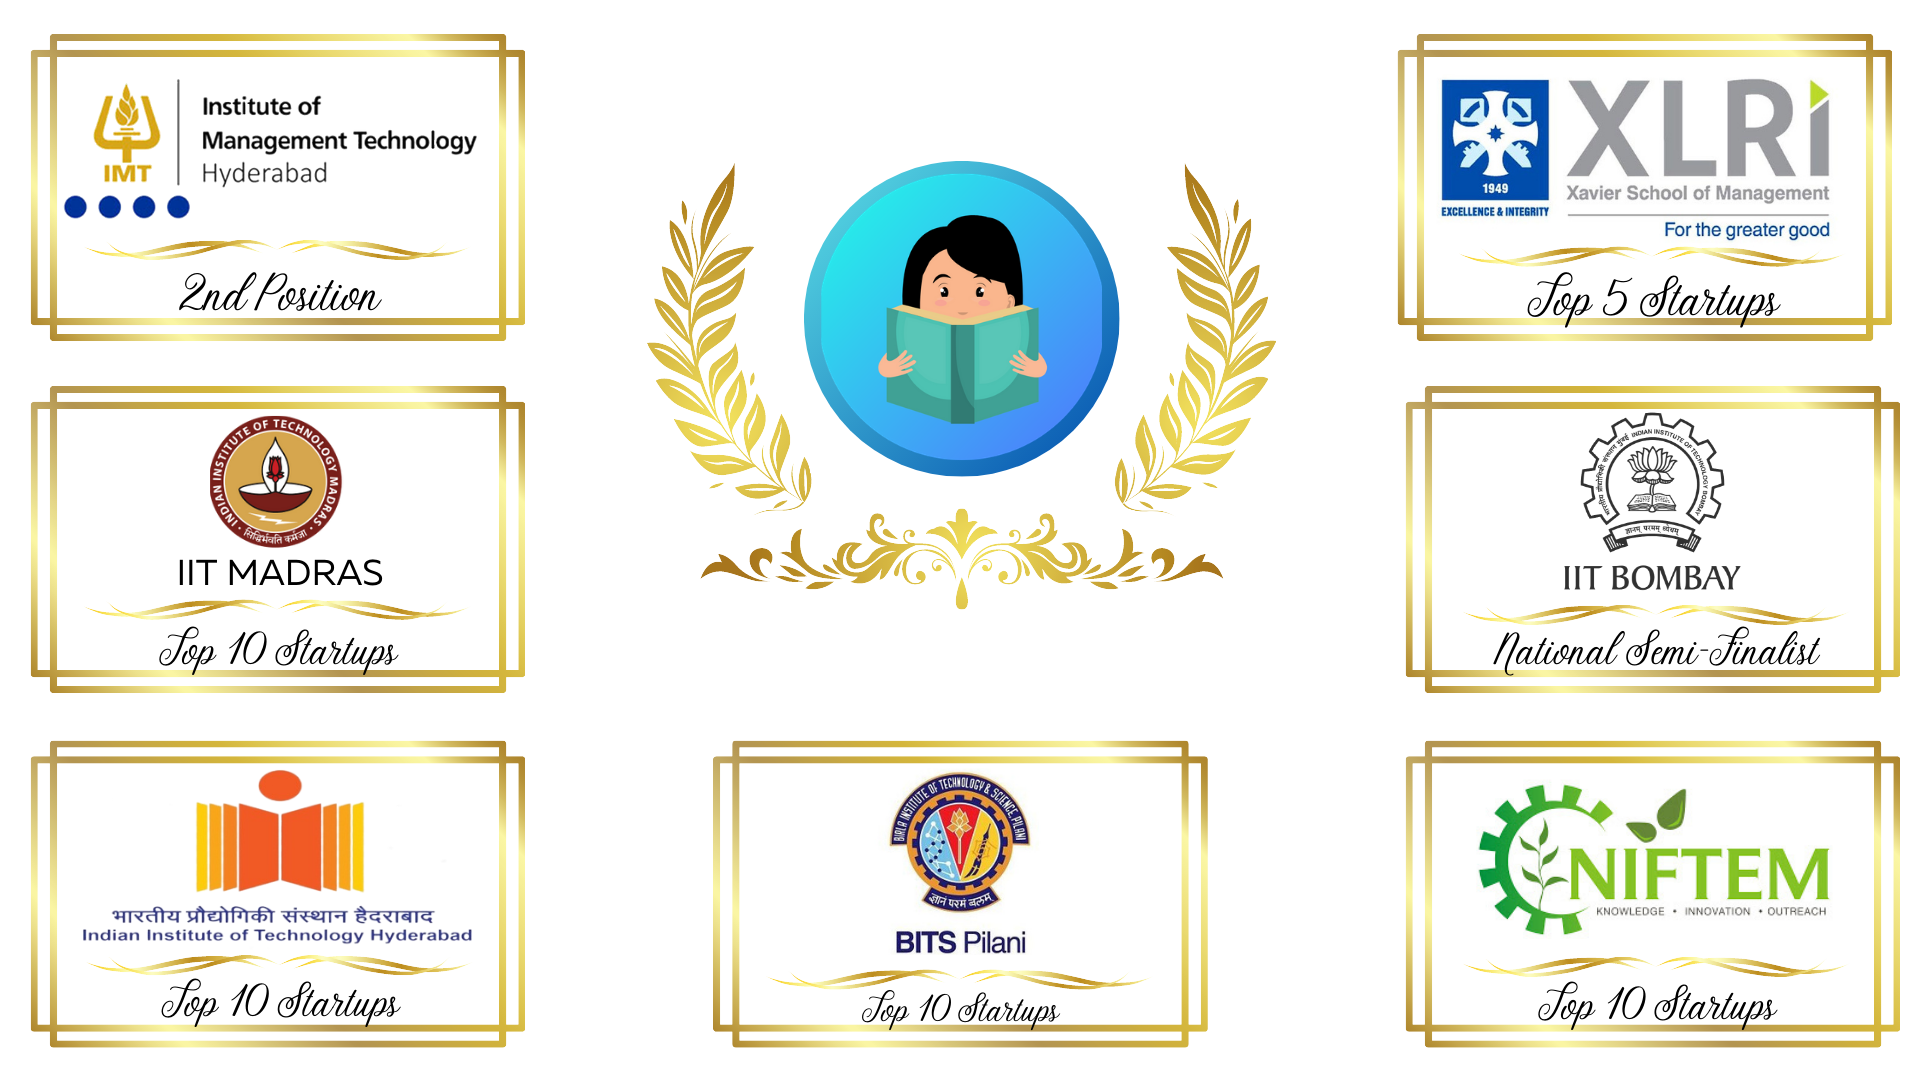 IMT
Institute of
Management Technology
Hyderabad
2nd Position
1949
EXCELLENCE & INTEGRITY
XLRi
Xavier School of Management
For the greater good
Top 5 Startups
INDIAN INSTITUTE OF TECHNOLOGY MADRAS
सिद्धिर्भवति कर्मजा
IIT MADRAS
Top 10 Startups
भारतीय प्रौद्योगिकी संस्थान मुंबई
INDIAN INSTITUTE OF TECHNOLOGY BOMBAY
ज्ञानम् परमम् ध्येयम्
IIT BOMBAY
National Semi-Finalist
भारतीय प्रौद्योगिकी संस्थान हैदराबाद
Indian Institute of Technology Hyderabad
Top 10 Startups
BIRLA INSTITUTE OF TECHNOLOGY & SCIENCE, PILANI
ज्ञानं परमं बलम्
BITS Pilani
Top 10 Startups
NIFTEM
KNOWLEDGE • INNOVATION • OUTREACH
Top 10 Startups